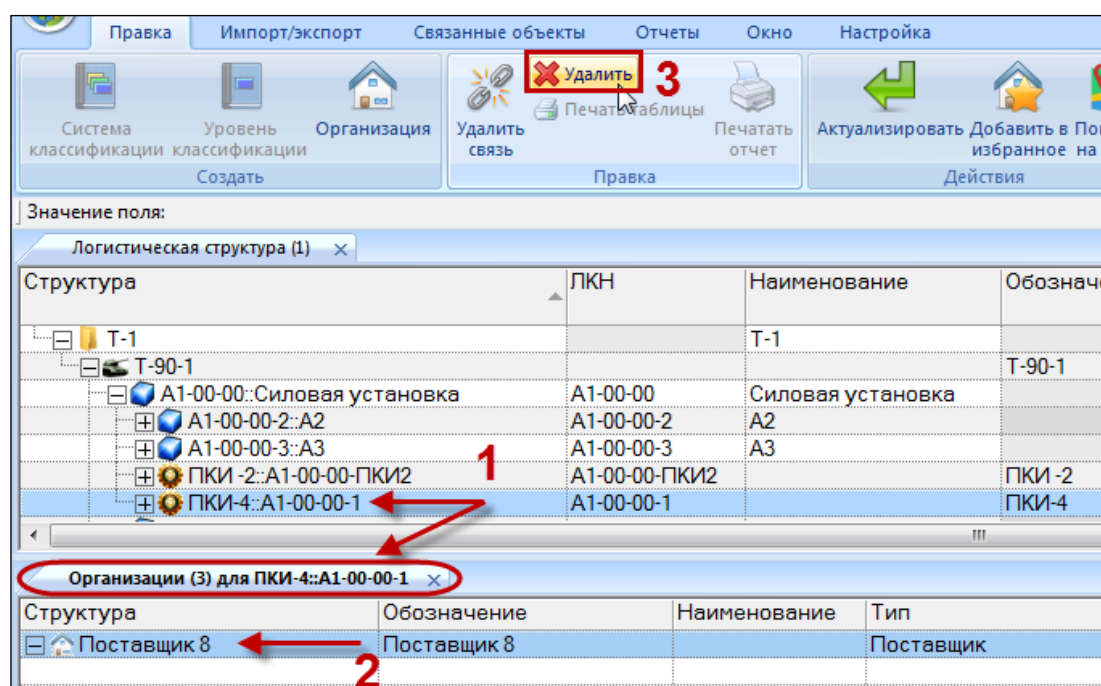 Правка Импорт/экспорт Связанные объекты Отчеты Окно Настройка
Удалить 3
Печать таблицы
Система классификации
Уровень классификации
Организация
Удалить связь
Печатать отчет
Актуализировать
Добавить в избранное
на
Создать Правка Действия
Значение поля:
Логистическая структура (1)
Структура ЛКН Наименование Обознач
Т-1 Т-1
Т-90-1 Т-90-1
А1-00-00::Силовая установка А1-00-00 Силовая установка
А1-00-00-2::А2 А1-00-00-2 А2
А1-00-00-3::А3 А1-00-00-3 А3
1
ПКИ -2::А1-00-00-ПКИ2 А1-00-00-ПКИ2 ПКИ -2
ПКИ-4::А1-00-00-1 А1-00-00-1 ПКИ-4
Организации (3) для ПКИ-4::А1-00-00-1
Структура Обозначение Наименование Тип
Поставщик 8 Поставщик 8 Поставщик
2